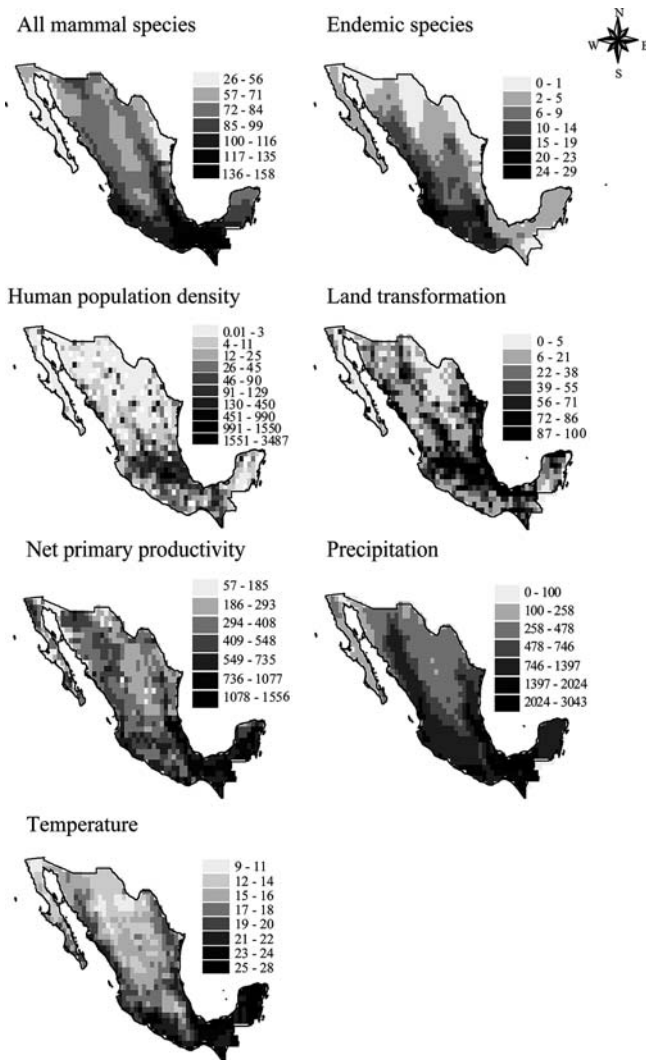 All mammal species
26 - 56
57 - 71
72 - 84
85 - 99
100 - 116
117 - 135
136 - 158
Endemic species
0 - 1
2 - 5
6 - 9
10 - 14
15 - 19
20 - 23
24 - 29
N
W E
S
Human population density
0.01 - 3
4 - 11
12 - 25
26 - 45
46 - 90
91 - 129
130 - 450
451 - 990
991 - 1550
1551 - 3487
Land transformation
0 - 5
6 - 21
22 - 38
39 - 55
56 - 71
72 - 86
87 - 100
Net primary productivity
57 - 185
186 - 293
294 - 408
409 - 548
549 - 735
736 - 1077
1078 - 1556
Precipitation
0 - 100
100 - 258
258 - 478
478 - 746
746 - 1397
1397 - 2024
2024 - 3043
Temperature
9 - 11
12 - 14
15 - 16
17 - 18
19 - 20
21 - 22
23 - 24
25 - 28